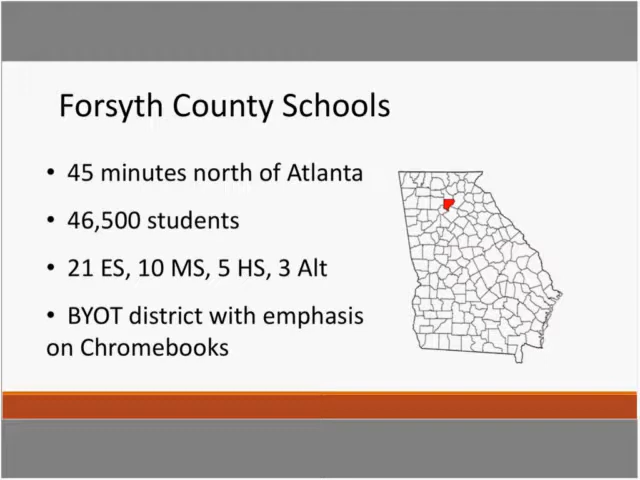 Forsyth County Schools
• 45 minutes north of Atlanta
• 46,500 students
• 21 ES, 10 MS, 5 HS, 3 Alt
• BYOT district with emphasis
on Chromebooks